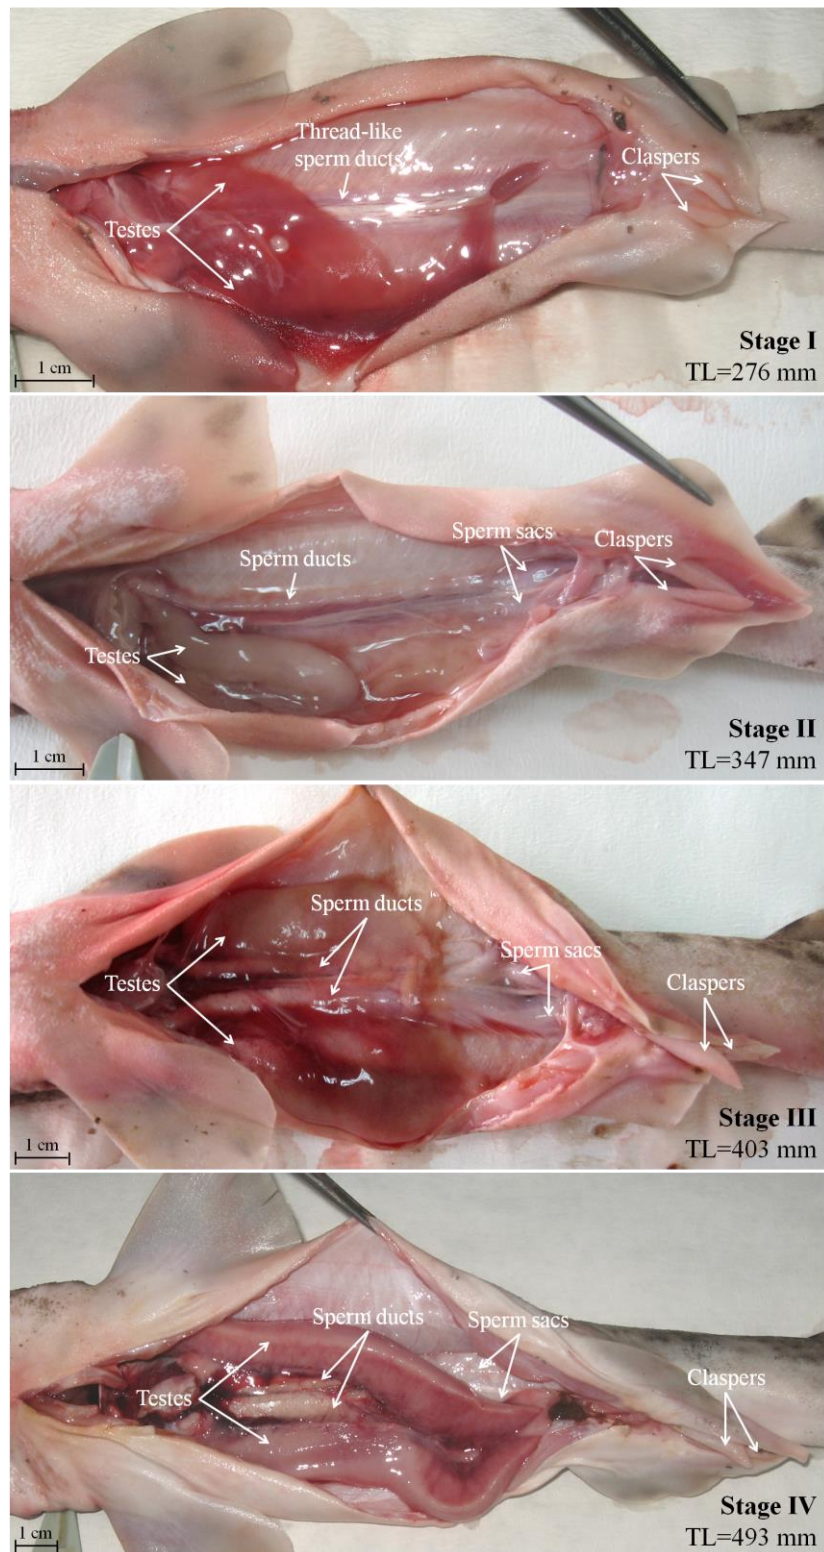 Thread-like
sperm ducts
Claspers
Testes
Stage I
1 cm
TL=276 mm
Sperm sacs
Claspers
Sperm ducts
Testes
Stage II
1 cm
TL=347 mm
Sperm ducts
Sperm sacs
Testes
Claspers
Stage III
1 cm
TL=403 mm
Sperm ducts
Sperm sacs
Claspers
Testes
Stage IV
1 cm
TL=493 mm